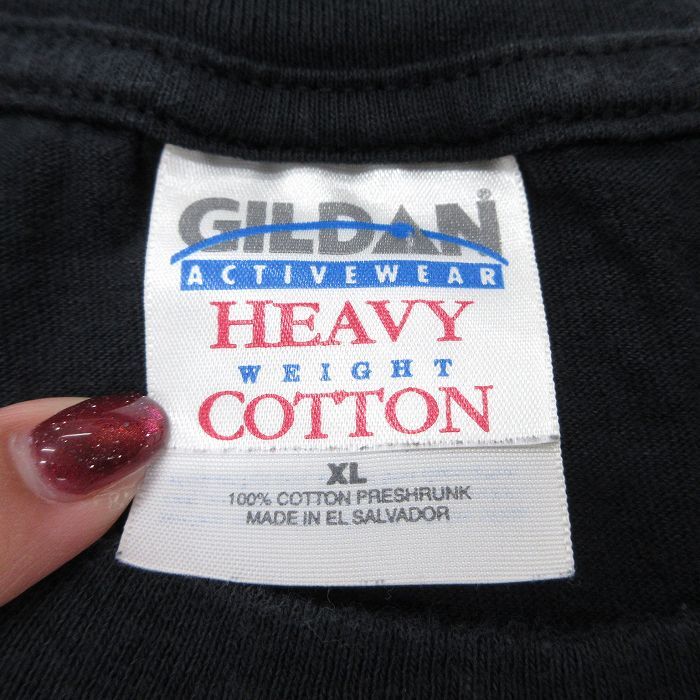 GILDAN®
ACTIVEWEAR
HEAVY
WEIGHT
COTTON
XL
100% COTTON PRESHRUNK
MADE IN EL SALVADOR